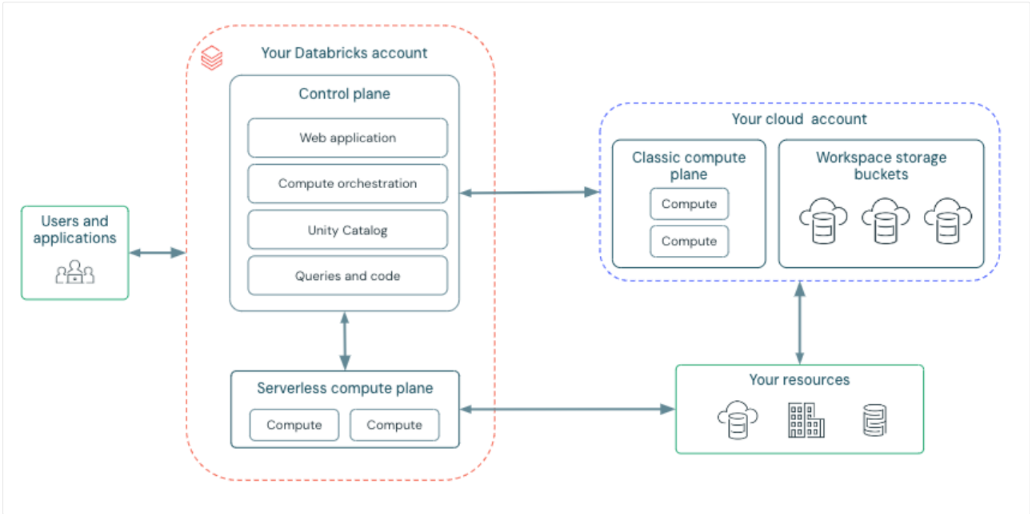 Your Databricks account
Control plane
Web application
Compute orchestration
Unity Catalog
Queries and code
Users and
applications
Serverless compute plane
Compute
Compute
Your cloud account
Classic compute
plane
Compute
Compute
Workspace storage
buckets
Your resources